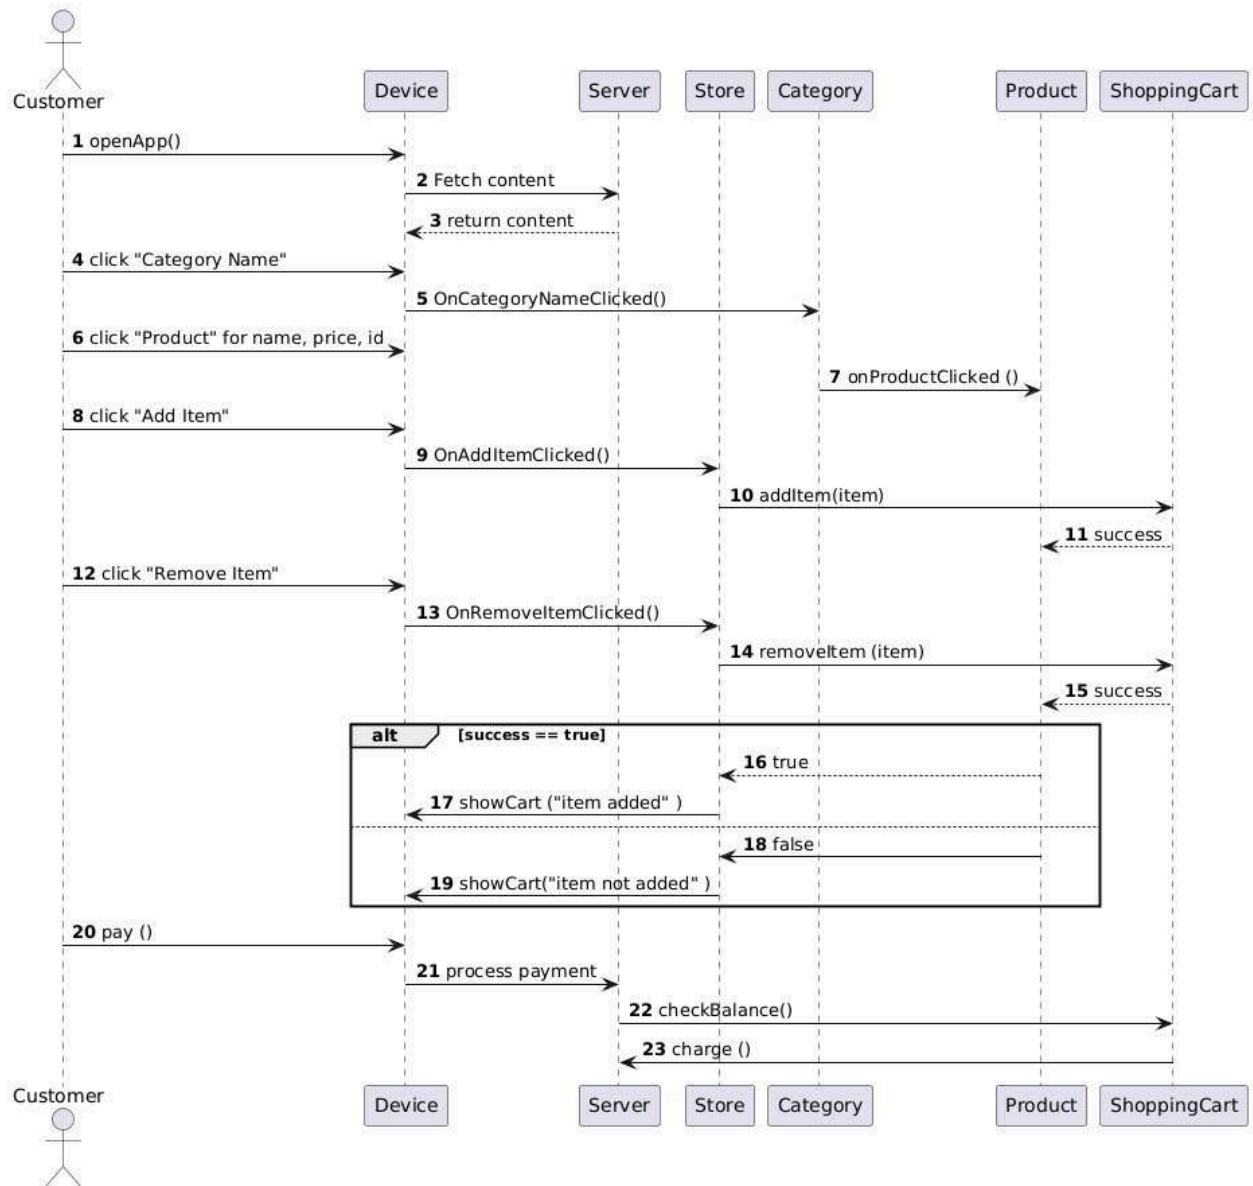 Customer
Device
Server
Store
Category
Product
ShoppingCart
1 openApp()
2 Fetch content
3 return content
4 click "Category Name"
5 OnCategoryNameClicked()
6 click "Product" for name, price, id
7 onProductClicked ()
8 click "Add Item"
9 OnAddItemClicked()
10 addItem(item)
11 success
12 click "Remove Item"
13 OnRemoveItemClicked()
14 removeItem (item)
15 success
alt [success == true]
16 true
17 showCart ("item added" )
18 false
19 showCart("item not added" )
20 pay ()
21 process payment
22 checkBalance()
23 charge ()
Customer
Device
Server
Store
Category
Product
ShoppingCart